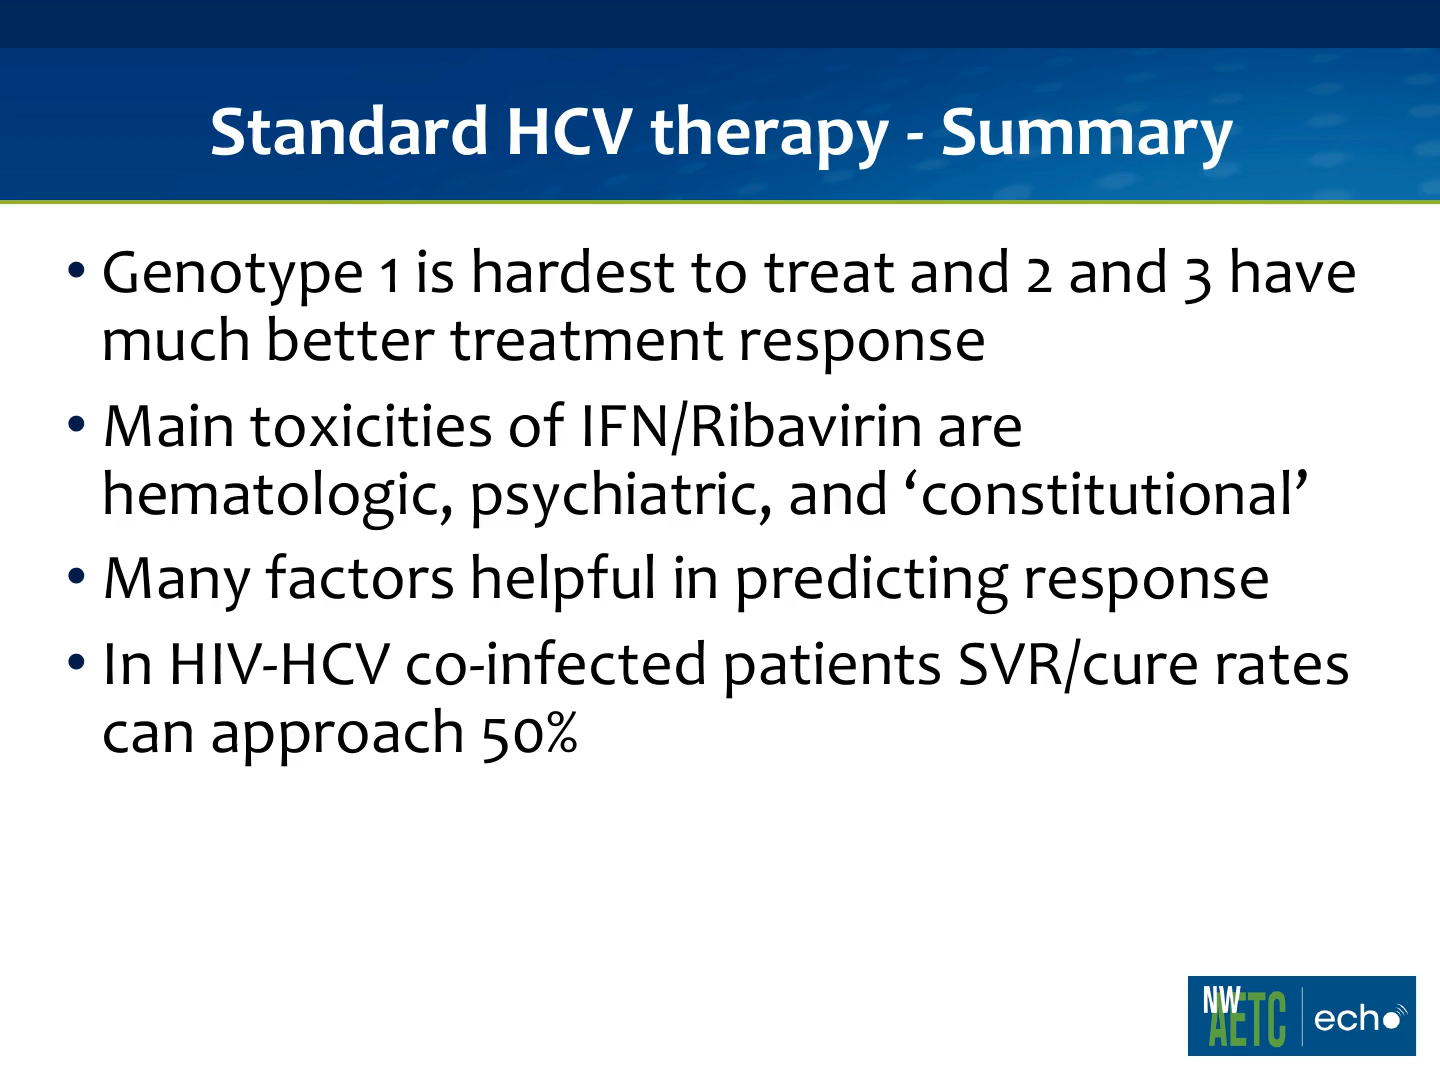 Standard HCV therapy - Summary
• Genotype 1 is hardest to treat and 2 and 3 have
much better treatment response
• Main toxicities of IFN/Ribavirin are
hematologic, psychiatric, and ‘constitutional’
• Many factors helpful in predicting response
• In HIV-HCV co-infected patients SVR/cure rates
can approach 50%
NW
AETC
echo